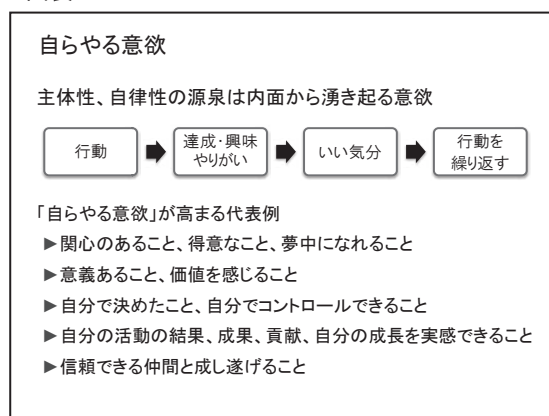 自らやる意欲
主体性、自律性の源泉は内面から湧き起る意欲
行動
達成・興味
やりがい
いい気分
行動を
繰り返す
「自らやる意欲」が高まる代表例
▶関心のあること、得意なこと、夢中になれること
▶意義あること、価値を感じること
▶自分で決めたこと、自分でコントロールできること
▶自分の活動の結果、成果、貢献、自分の成長を実感できること
▶信頼できる仲間と成し遂げること